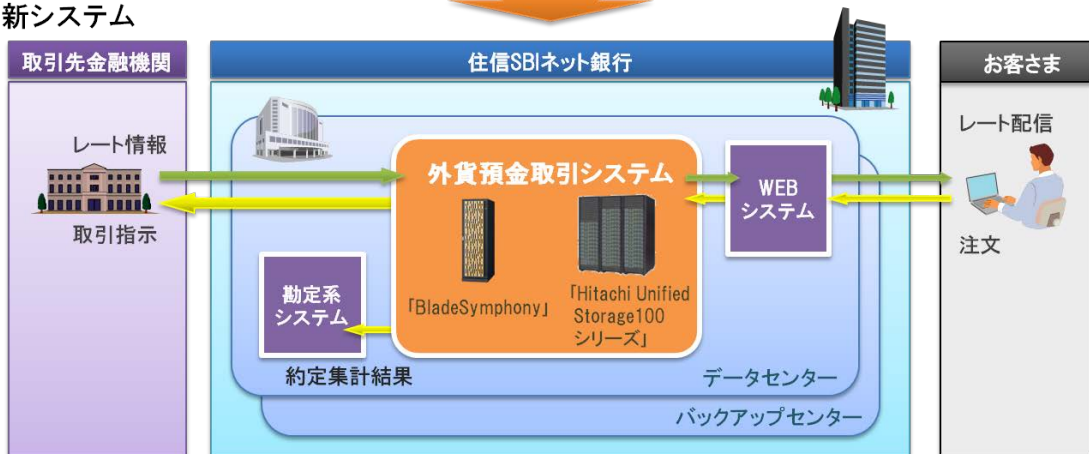 新システム
取引先金融機関
住信SBIネット銀行
お客さま
レート情報
取引指示
外貨預金取引システム
「BladeSymphony」
「Hitachi Unified
Storage100
シリーズ」
WEB
システム
レート配信
注文
勘定系
システム
約定集計結果
データセンター
バックアップセンター